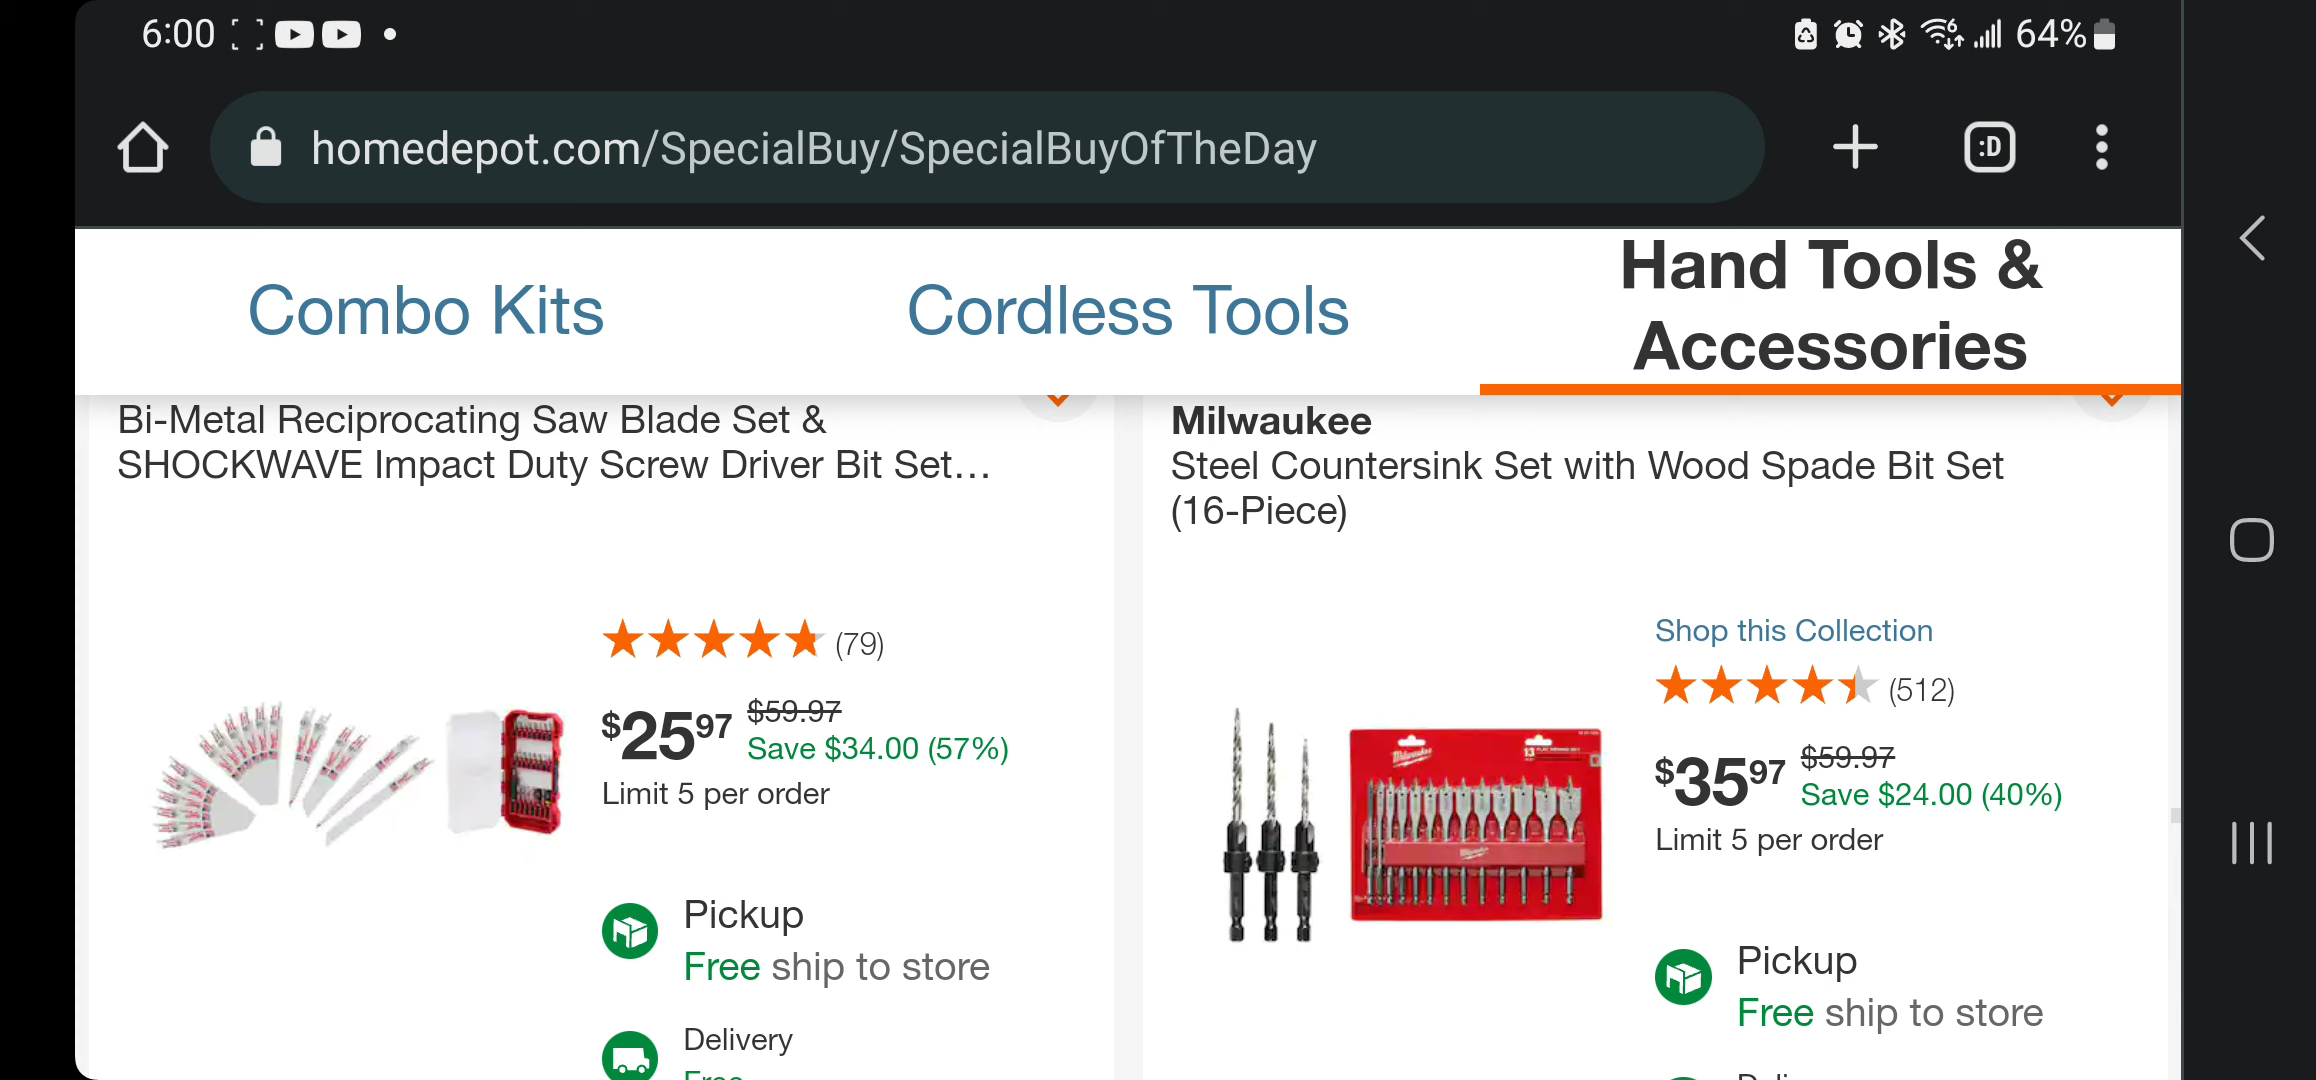 6:00
64%
homedepot.com/SpecialBuy/SpecialBuyOfTheDay
:D
Combo Kits
Cordless Tools
Hand Tools &
Accessories
Bi-Metal Reciprocating Saw Blade Set &
SHOCKWAVE Impact Duty Screw Driver Bit Set...
(79)
$25.97 $59.97
Save $34.00 (57%)
Limit 5 per order
Pickup
Free ship to store
Delivery
Free
Milwaukee
Steel Countersink Set with Wood Spade Bit Set
(16-Piece)
Shop this Collection
(512)
$35.97 $59.97
Save $24.00 (40%)
Limit 5 per order
Milwaukee
13
Pickup
Free ship to store